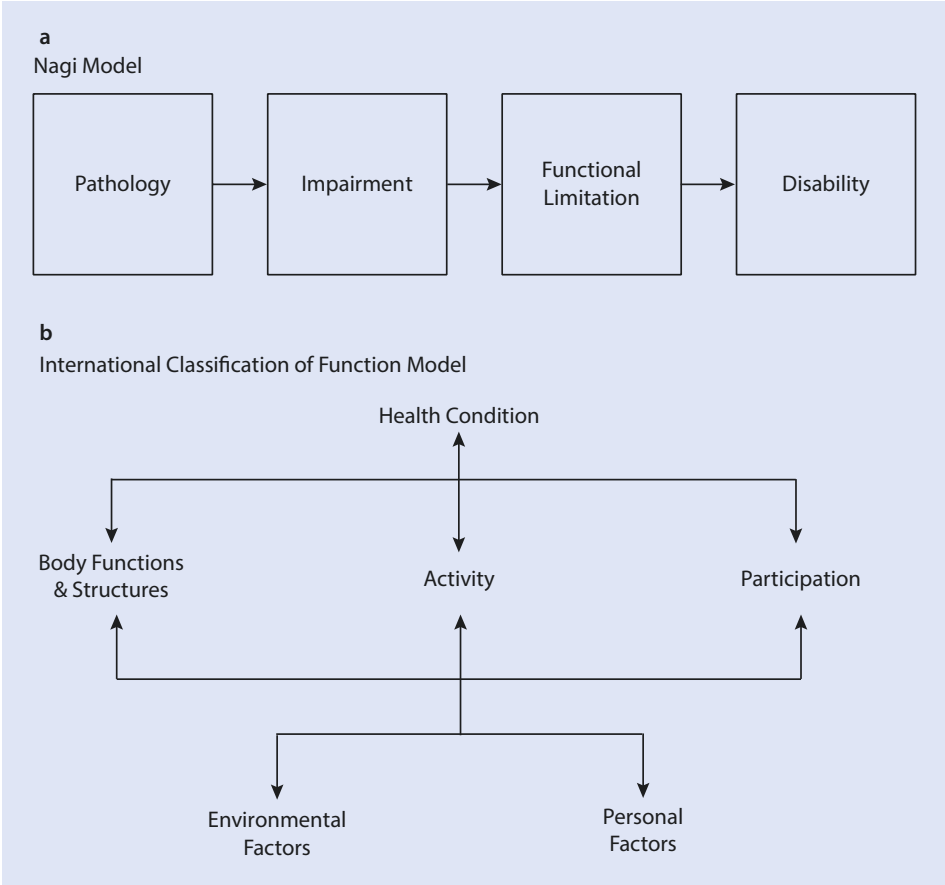 a
Nagi Model
Pathology
Impairment
Functional
Limitation
Disability
b
International Classification of Function Model
Health Condition
Body Functions
& Structures
Activity
Participation
Environmental
Factors
Personal
Factors